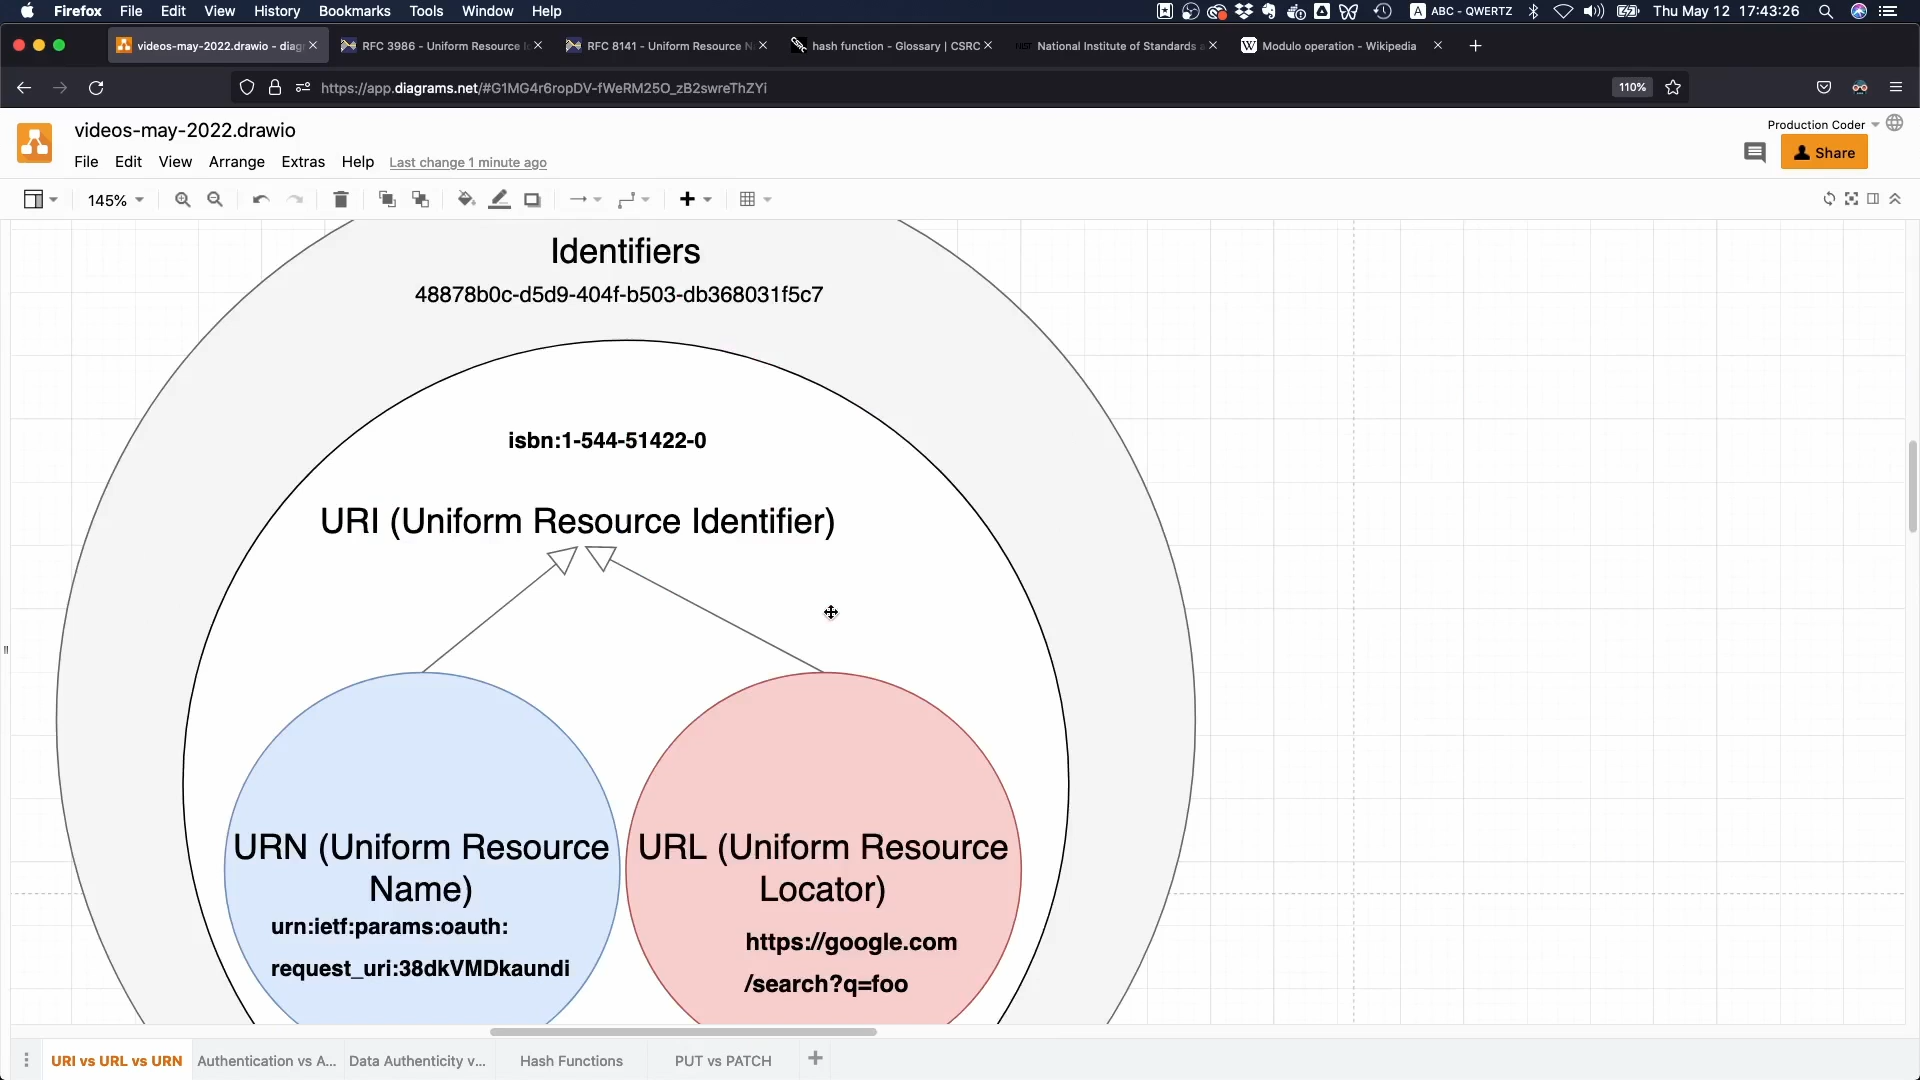 Firefox File Edit View History Bookmarks Tools Window Help
ABC - QWERTZ Thu May 12 17:43:26
videos-may-2022.drawio - diag
RFC 3986 - Uniform Resource Id
RFC 8141 - Uniform Resource N
hash function - Glossary | CSRC
National Institute of Standards a
Modulo operation - Wikipedia
https://app.diagrams.net/#G1MG4r6ropDV-fWeRM25O_zB2swreThZYi
110%
videos-may-2022.drawio
Production Coder
File Edit View Arrange Extras Help Last change 1 minute ago
Share
145%
Identifiers
48878b0c-d5d9-404f-b503-db368031f5c7
isbn:1-544-51422-0
URI (Uniform Resource Identifier)
URN (Uniform Resource
Name)
urn:ietf:params:oauth:
request_uri:38dkVMDkaundi
URL (Uniform Resource
Locator)
https://google.com
/search?q=foo
URI vs URL vs URN
Authentication vs A...
Data Authenticity v...
Hash Functions
PUT vs PATCH